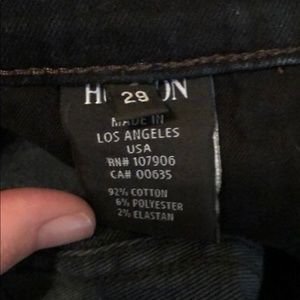 29
MADE IN
LOS ANGELES
USA
RN# 107906
CA# 00635
92% COTTON
6% POLYESTER
2% ELASTAN